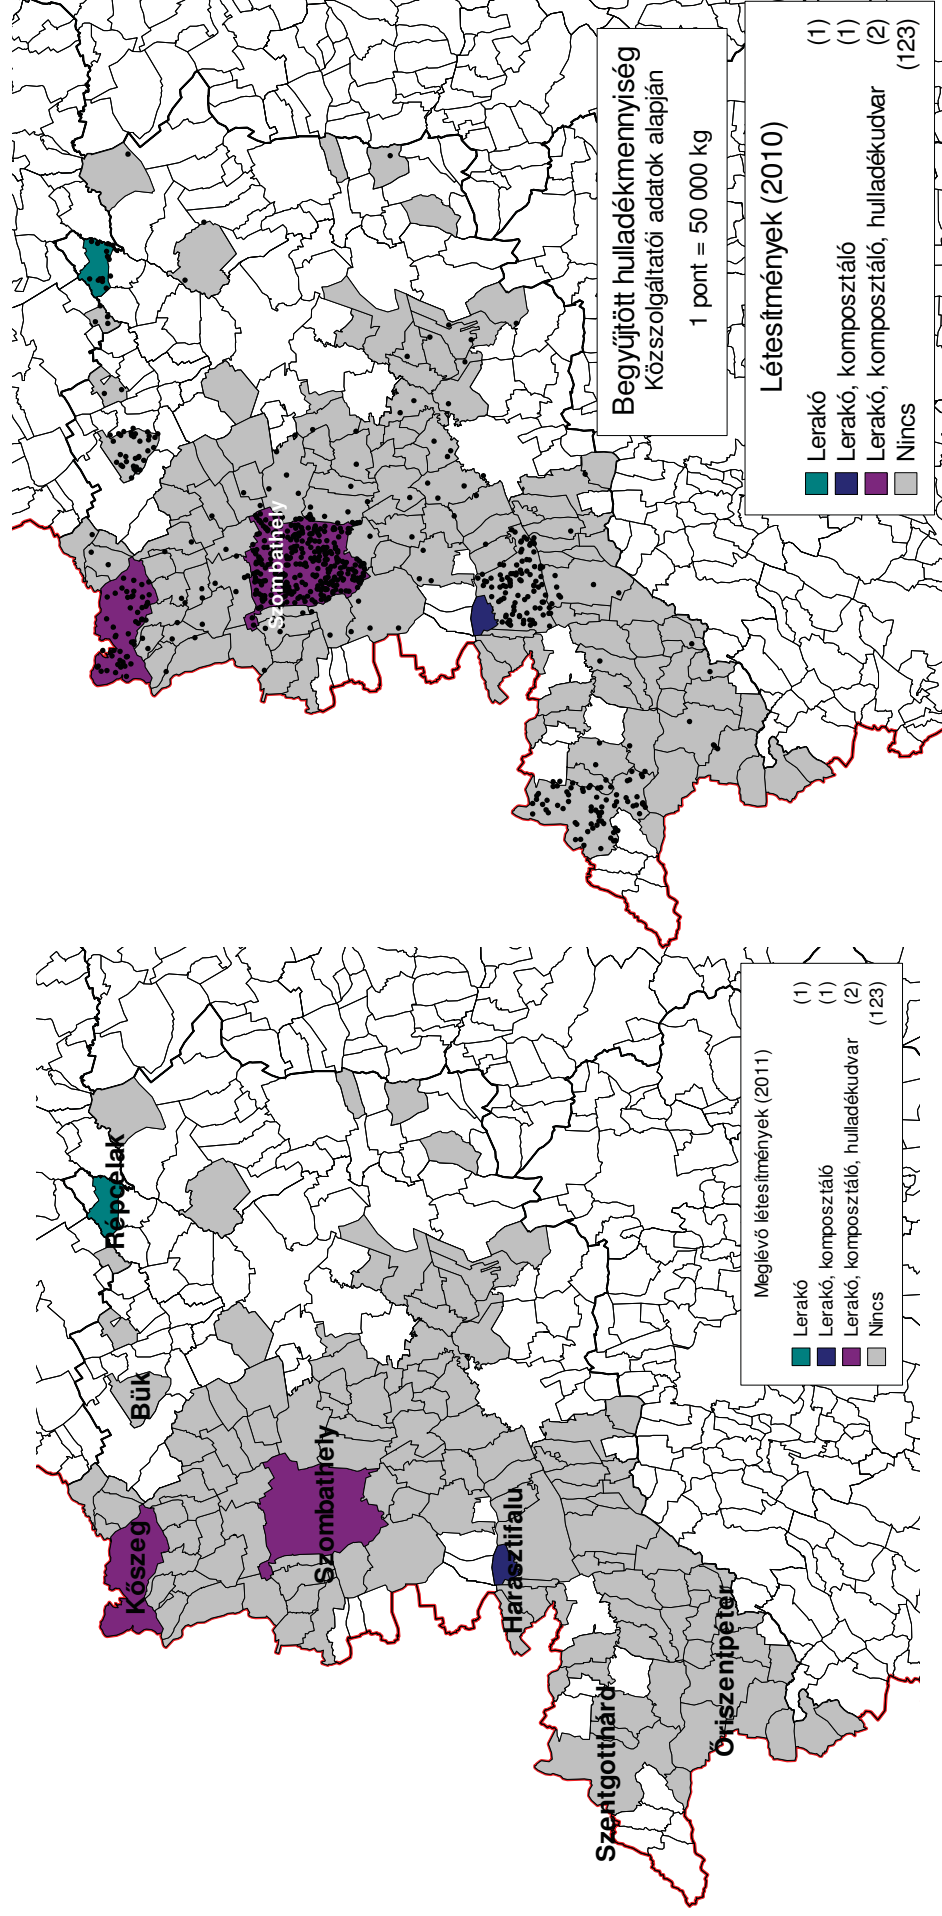 Répcelak
Bük
Kőszeg
Szombathely
Harasztifalu
Szentgotthárd
Őriszentpéter
Meglévő létesítmények (2011)
Lerakó (1)
Lerakó, komposztáló (1)
Lerakó, komposztáló, hulladékudvar (2)
Nincs (123)
Szombathely
Begyűjtött hulladékmennyiség
Közszolgáltatói adatok alapján
1 pont = 50 000 kg
Létesítmények (2010)
Lerakó (1)
Lerakó, komposztáló (1)
Lerakó, komposztáló, hulladékudvar (2)
Nincs (123)